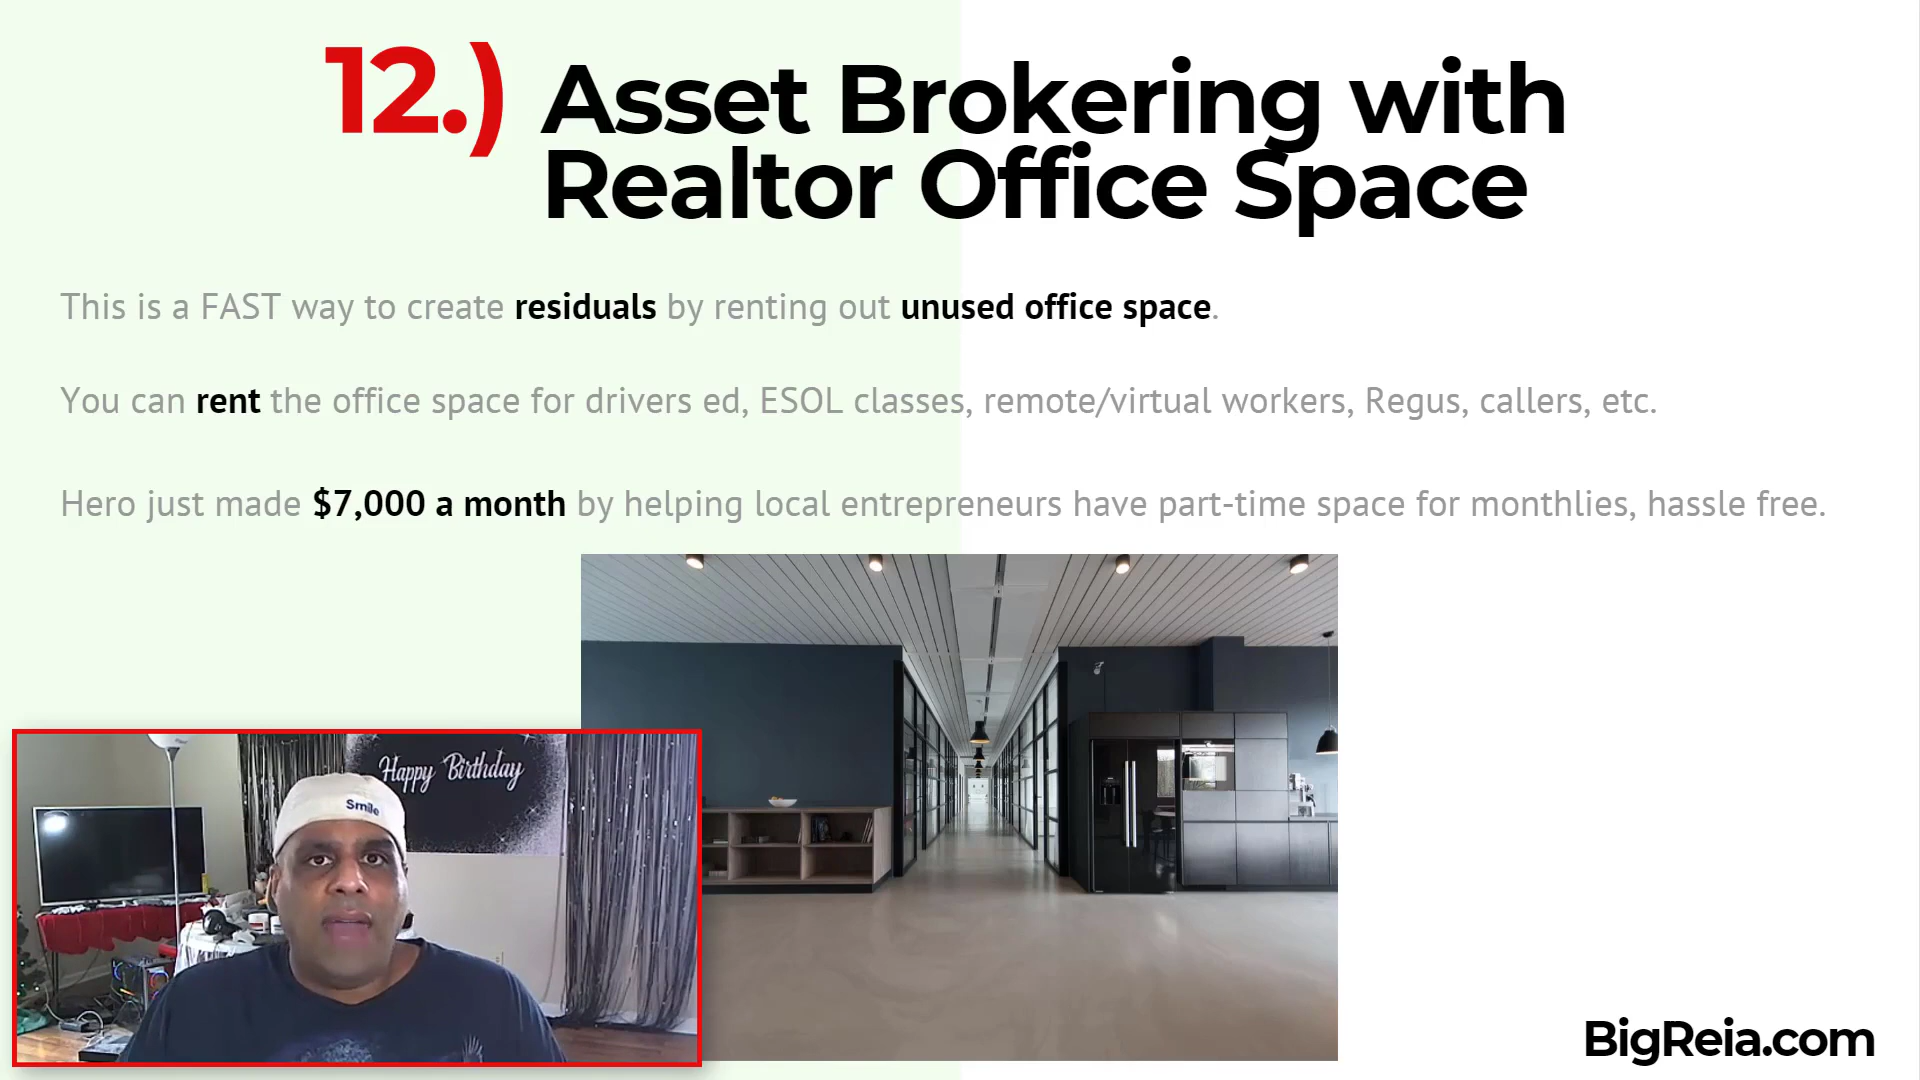 12.) Asset Brokering with
Realtor Office Space
This is a FAST way to create residuals by renting out unused office space.
You can rent the office space for drivers ed, ESOL classes, remote/virtual workers, Regus, callers, etc.
Hero just made $7,000 a month by helping local entrepreneurs have part-time space for monthlies, hassle free.
Happy Birthday
Smile
BigReia.com